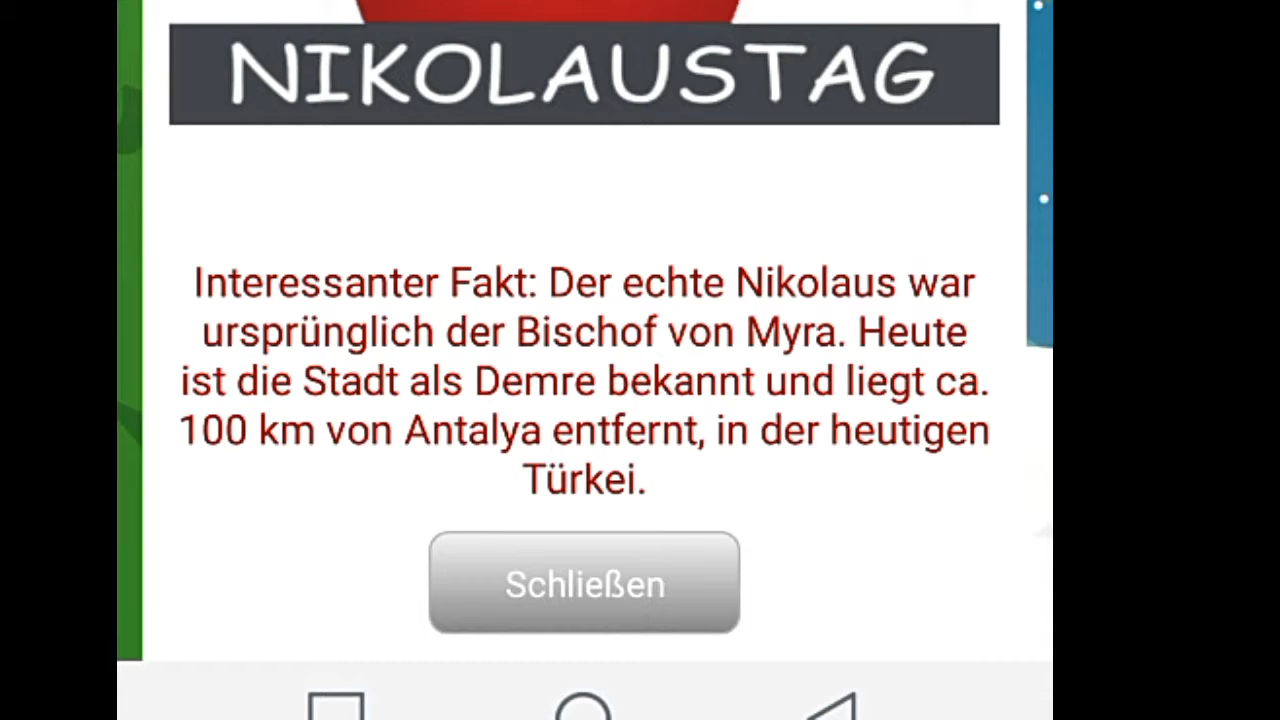 NIKOLAUSTAG
Interessanter Fakt: Der echte Nikolaus war
ursprünglich der Bischof von Myra. Heute
ist die Stadt als Demre bekannt und liegt ca.
100 km von Antalya entfernt, in der heutigen
Türkei.
Schließen